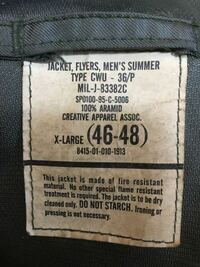 JACKET, FLYERS, MEN'S SUMMER
TYPE CWU - 36/P
MIL-J-83382C
SPO100-95-C-5006
100% ARAMID
CREATIVE APPAREL ASSOC.
X-LARGE (46-48)
8415-01-010-1913
This jacket is made of fire resistant
material. No other special flame resistant
treatment is required. The jacket is to be dry
cleaned only. DO NOT STARCH. Ironing or
pressing is not necessary.